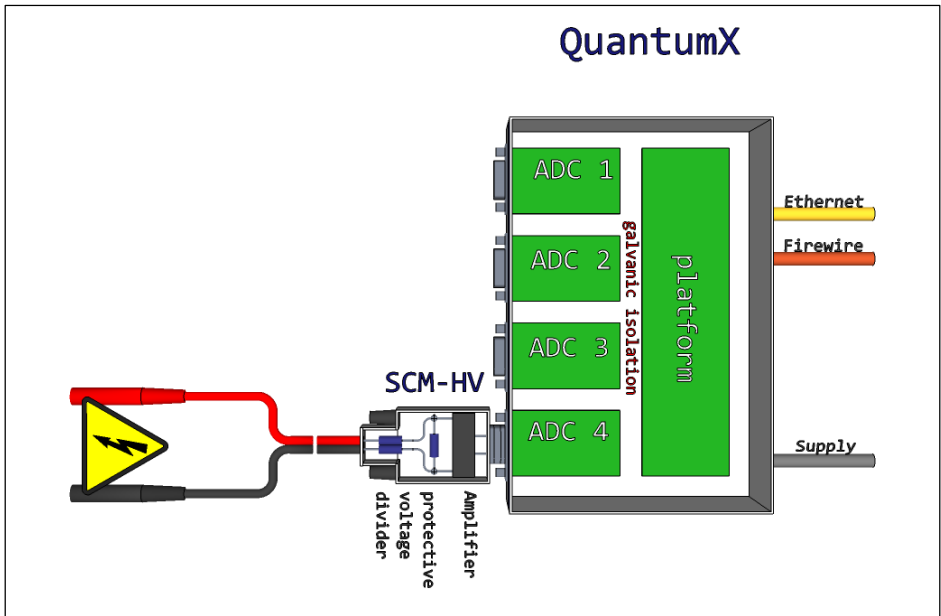 QuantumX
ADC 1
ADC 2
ADC 3
ADC 4
galvanic isolation
platform
Ethernet
Firewire
Supply
SCM-HV
Amplifier
protective
voltage
divider